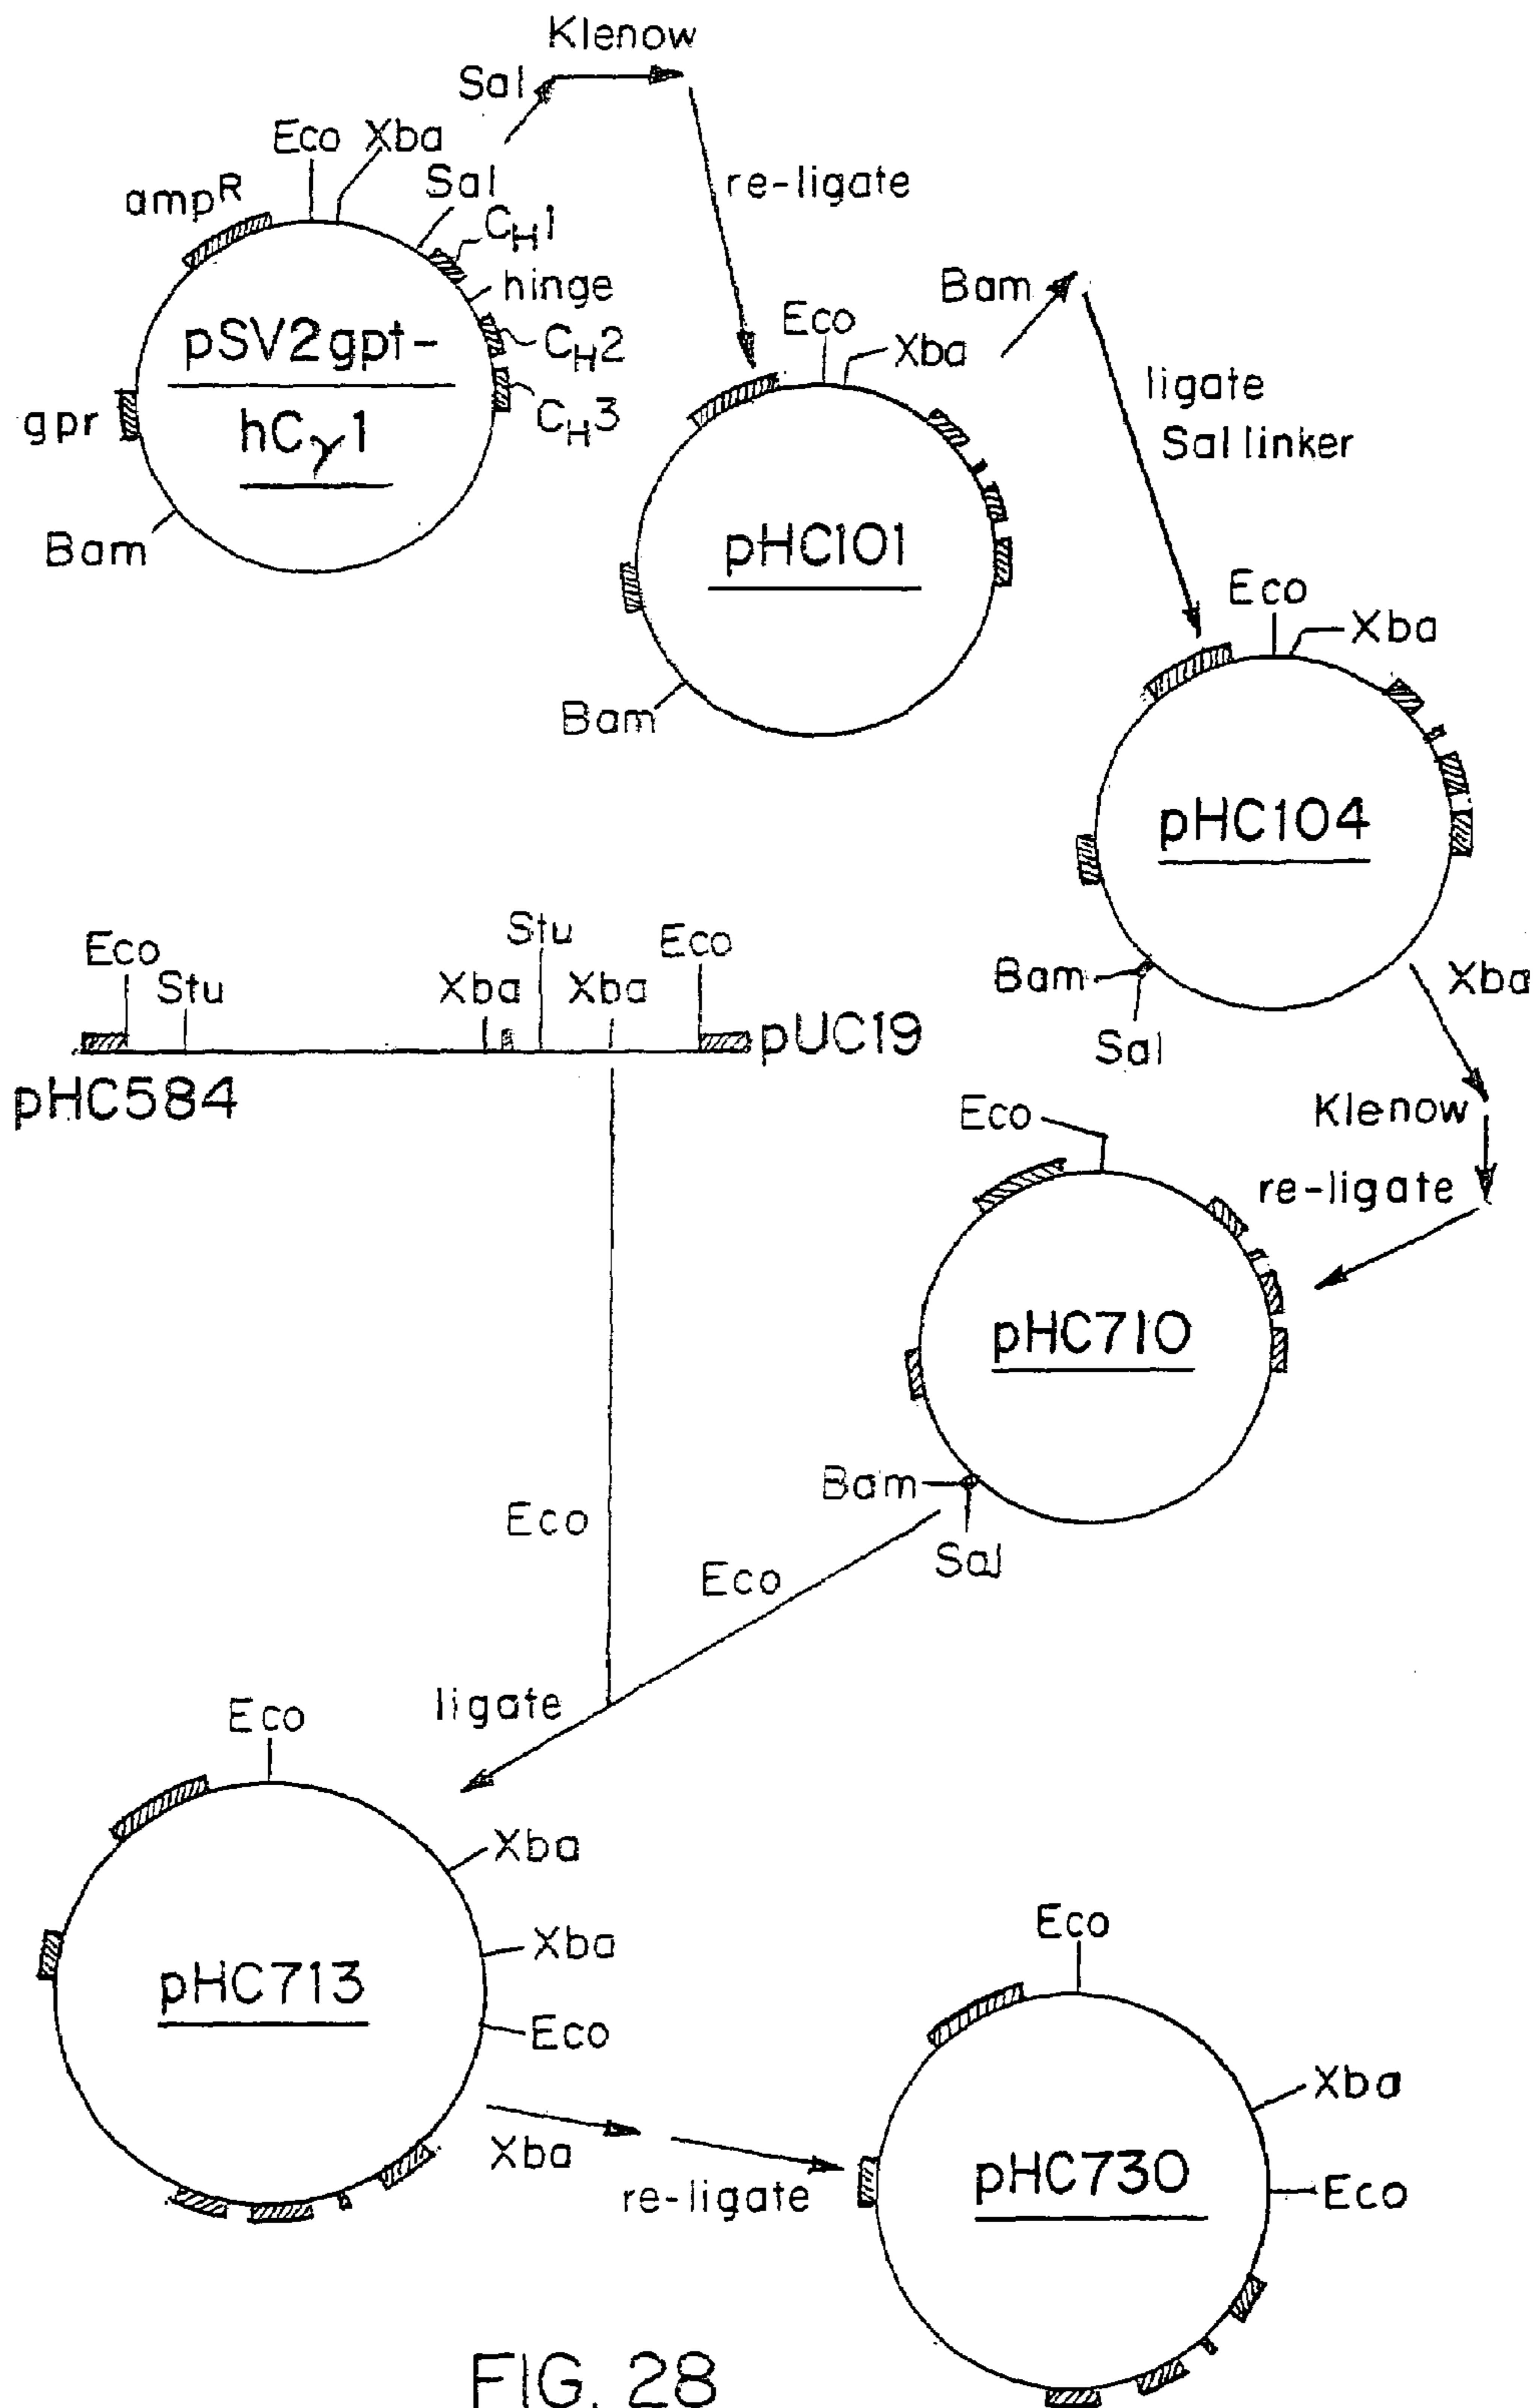 Klenow
Sal
re-ligate
Eco
Xba
Sal
ampR
CH1
hinge
CH2
CH3
pSV2gpt-
hCγ1
gpr
Bam
Bam
ligate
Sal linker
Eco
Xba
pHC101
Bam
Eco
Xba
pHC104
Bam
Sal
Xba
Klenow
re-ligate
Eco
Stu
Xba
Stu
Xba
Eco
pUC19
pHC584
Eco
pHC710
Bam
Sal
Eco
Eco
ligate
Eco
Xba
Xba
Eco
pHC713
Xba
re-ligate
Eco
Xba
Eco
pHC730
FIG. 28